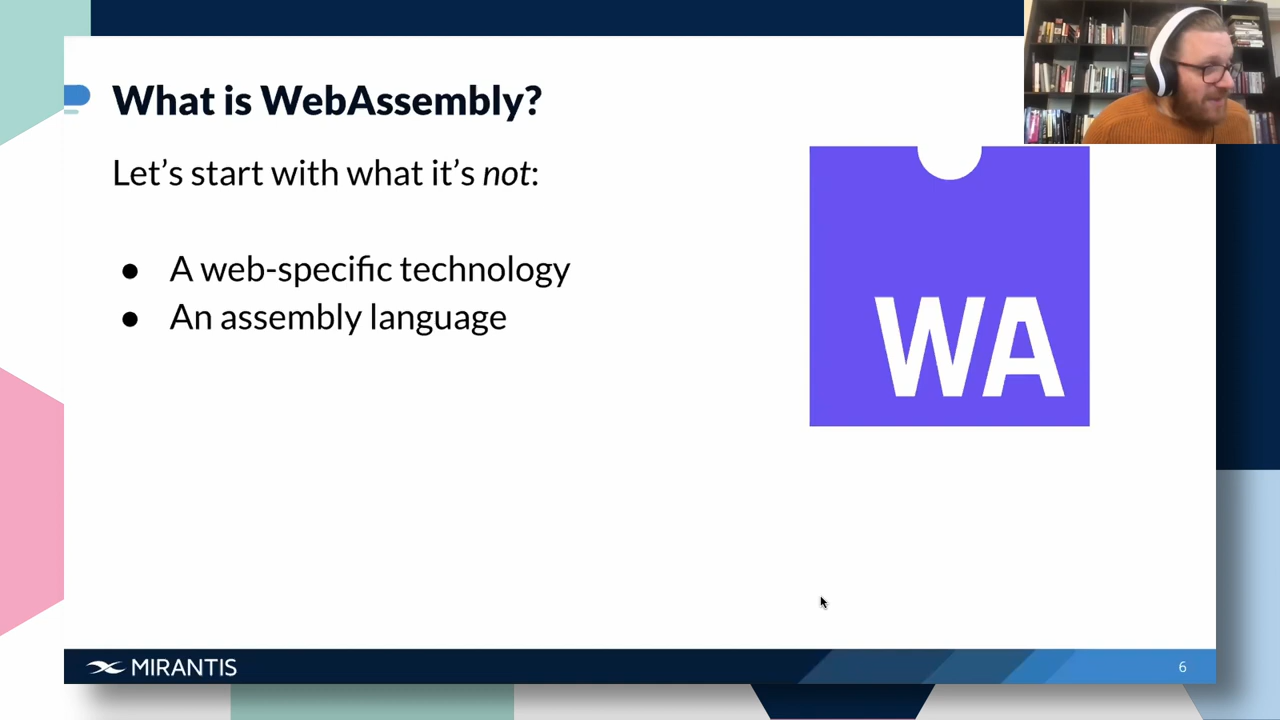 What is WebAssembly?
Let's start with what it's not:
● A web-specific technology
● An assembly language
WA
MIRANTIS
6